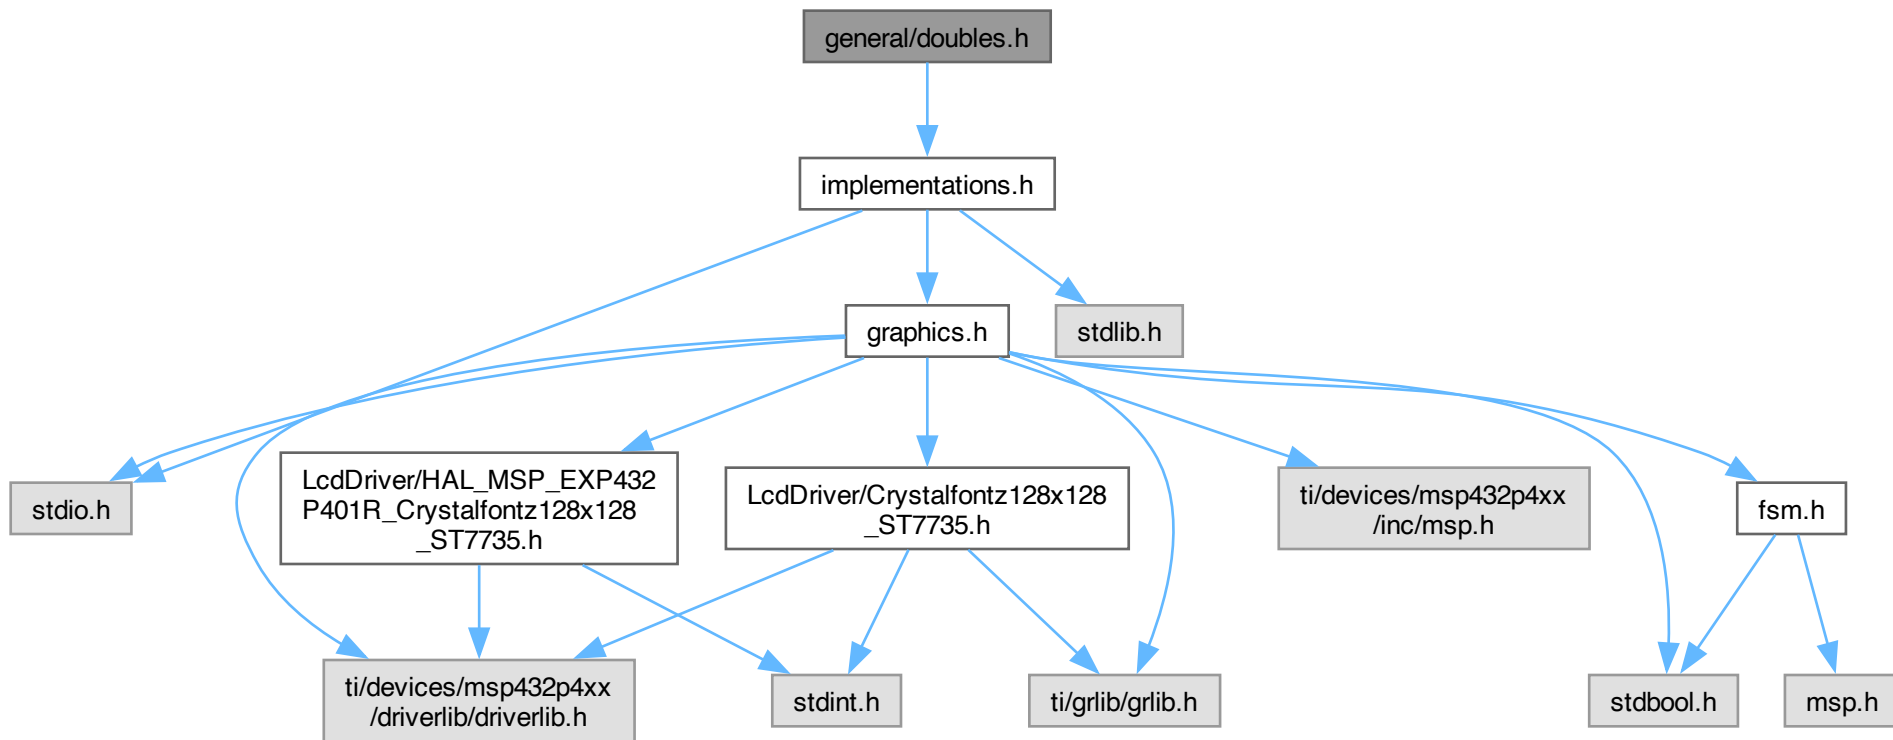 general/doubles.h
implementations.h
graphics.h
stdlib.h
stdio.h
LcdDriver/HAL_MSP_EXP432
P401R_Crystalfontz128x128
_ST7735.h
LcdDriver/Crystalfontz128x128
_ST7735.h
ti/devices/msp432p4xx
/inc/msp.h
fsm.h
ti/devices/msp432p4xx
/driverlib/driverlib.h
stdint.h
ti/grlib/grlib.h
stdbool.h
msp.h